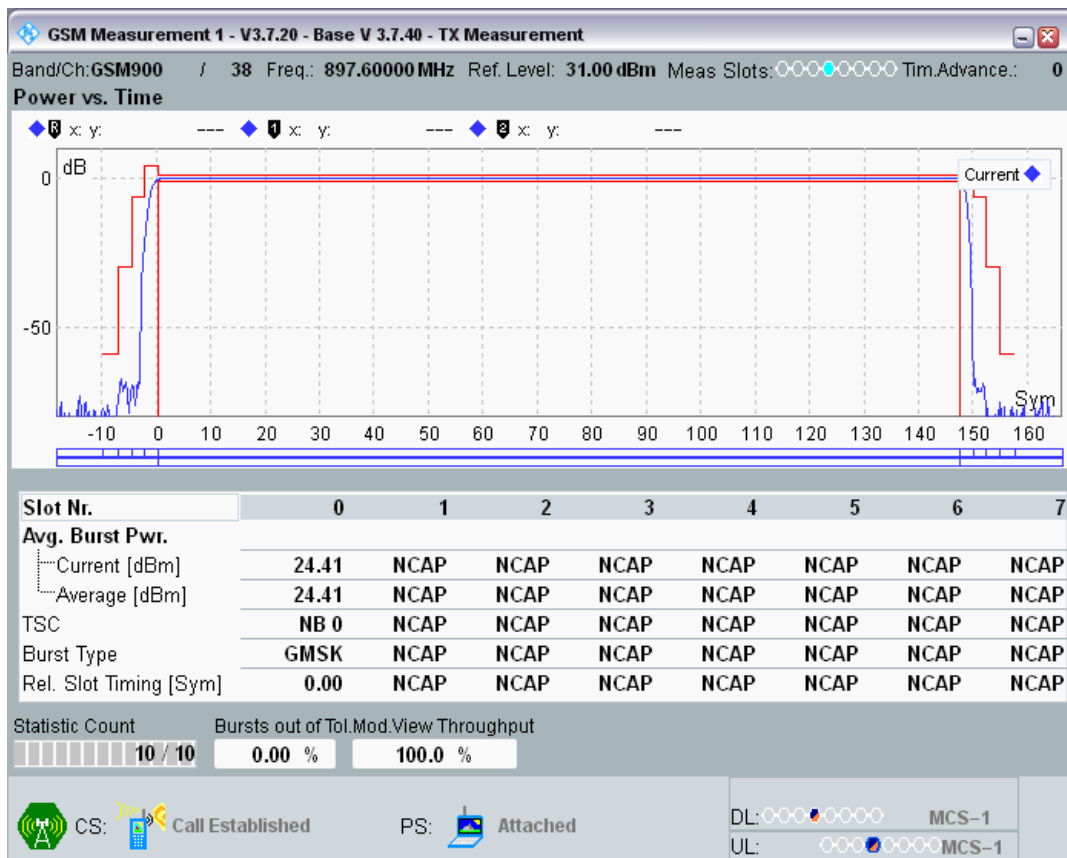 GSM Measurement 1 - V3.7.20 - Base V 3.7.40 - TX Measurement
Band/Ch:GSM900 / 38 Freq.: 897.60000 MHz Ref. Level: 31.00 dBm Meas Slots: Tim.Advance.: 0
Power vs. Time
R x: y: --- 1 x: y: --- 2 x: y: ---
dB
Current
0
-50
Sym
-10 0 10 20 30 40 50 60 70 80 90 100 110 120 130 140 150 160
Slot Nr. 0 1 2 3 4 5 6 7
Avg. Burst Pwr.
Current [dBm] 24.41 NCAP NCAP NCAP NCAP NCAP NCAP NCAP
Average [dBm] 24.41 NCAP NCAP NCAP NCAP NCAP NCAP NCAP
TSC NB 0 NCAP NCAP NCAP NCAP NCAP NCAP NCAP
Burst Type GMSK NCAP NCAP NCAP NCAP NCAP NCAP NCAP
Rel. Slot Timing [Sym] 0.00 NCAP NCAP NCAP NCAP NCAP NCAP NCAP
Statistic Count Bursts out of Tol.Mod.View Throughput
10 / 10 0.00 % 100.0 %
CS: Call Established PS: Attached
DL: MCS-1
UL: MCS-1